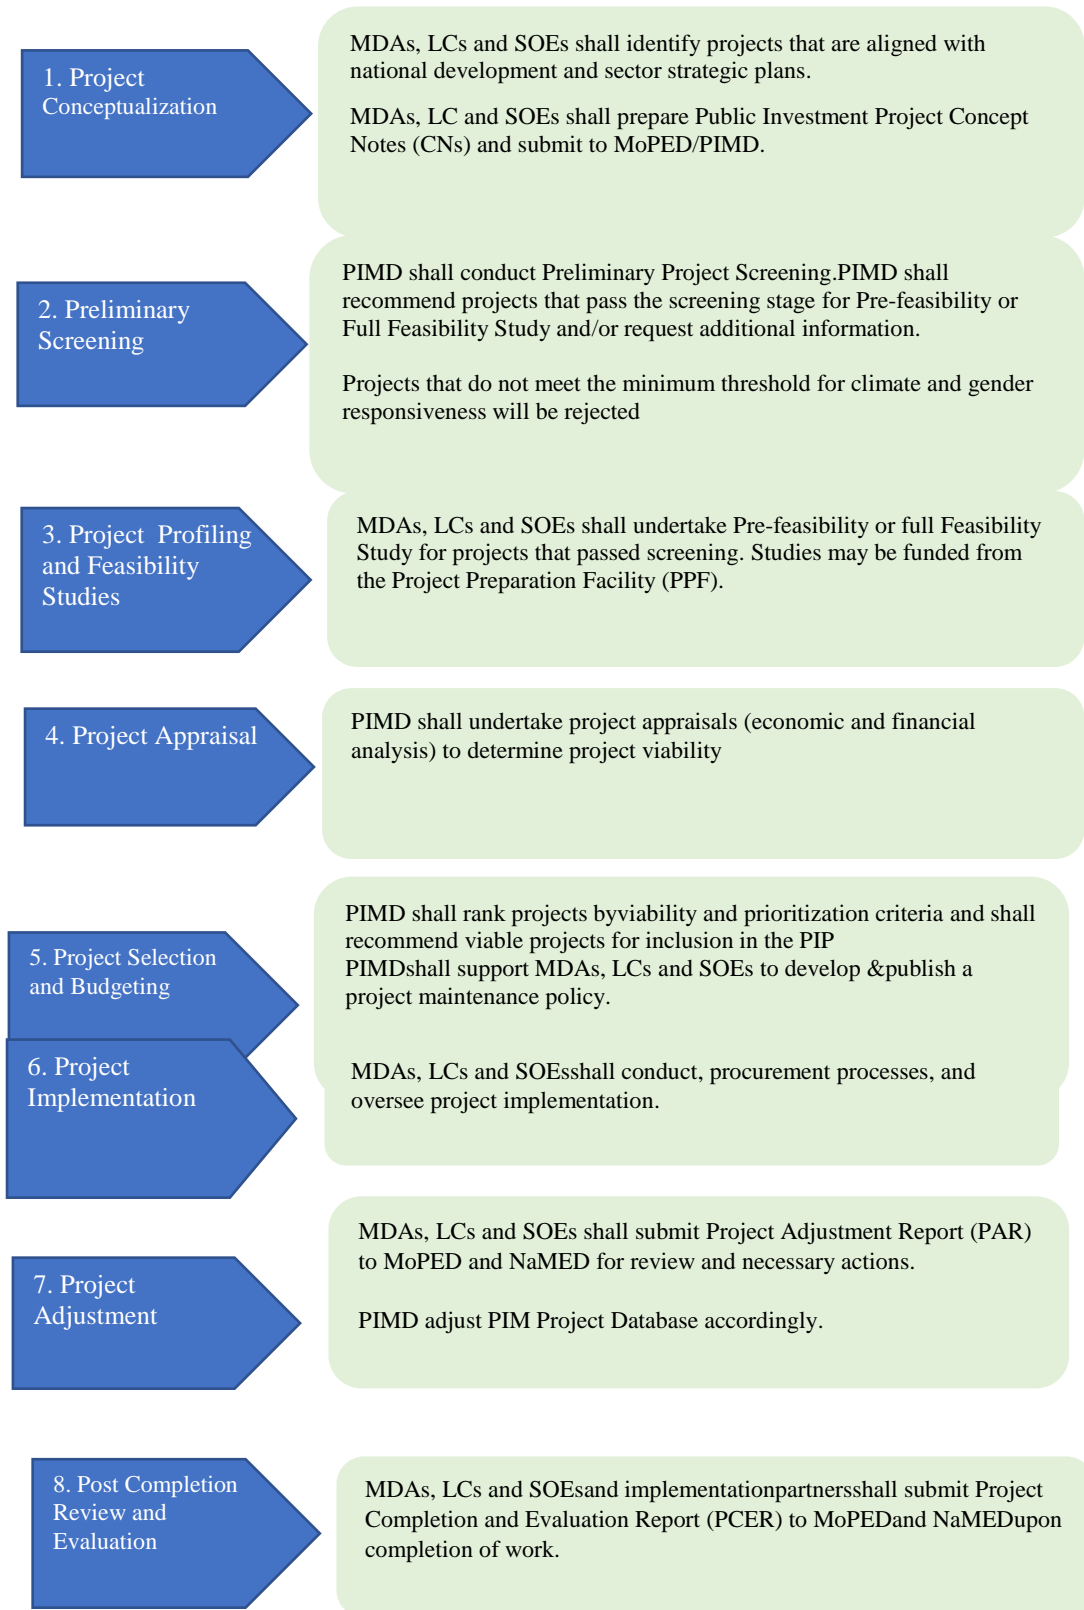 1. Project
Conceptualization
MDAs, LCs and SOEs shall identify projects that are aligned with
national development and sector strategic plans.
MDAs, LC and SOEs shall prepare Public Investment Project Concept
Notes (CNs) and submit to MoPED/PIMD.
2. Preliminary
Screening
PIMD shall conduct Preliminary Project Screening.PIMD shall
recommend projects that pass the screening stage for Pre-feasibility or
Full Feasibility Study and/or request additional information.
Projects that do not meet the minimum threshold for climate and gender
responsiveness will be rejected
3. Project  Profiling
and Feasibility
Studies
MDAs, LCs and SOEs shall undertake Pre-feasibility or full Feasibility
Study for projects that passed screening. Studies may be funded from
the Project Preparation Facility (PPF).
4. Project Appraisal
PIMD shall undertake project appraisals (economic and financial
analysis) to determine project viability
5. Project Selection
and Budgeting
PIMD shall rank projects byviability and prioritization criteria and shall
recommend viable projects for inclusion in the PIP
PIMDshall support MDAs, LCs and SOEs to develop &publish a
project maintenance policy.
6. Project
Implementation
MDAs, LCs and SOEsshall conduct, procurement processes, and
oversee project implementation.
7. Project
Adjustment
MDAs, LCs and SOEs shall submit Project Adjustment Report (PAR)
to MoPED and NaMED for review and necessary actions.
PIMD adjust PIM Project Database accordingly.
8. Post Completion
Review and
Evaluation
MDAs, LCs and SOEsand implementationpartnersshall submit Project
Completion and Evaluation Report (PCER) to MoPEDand NaMEDupon
completion of work.